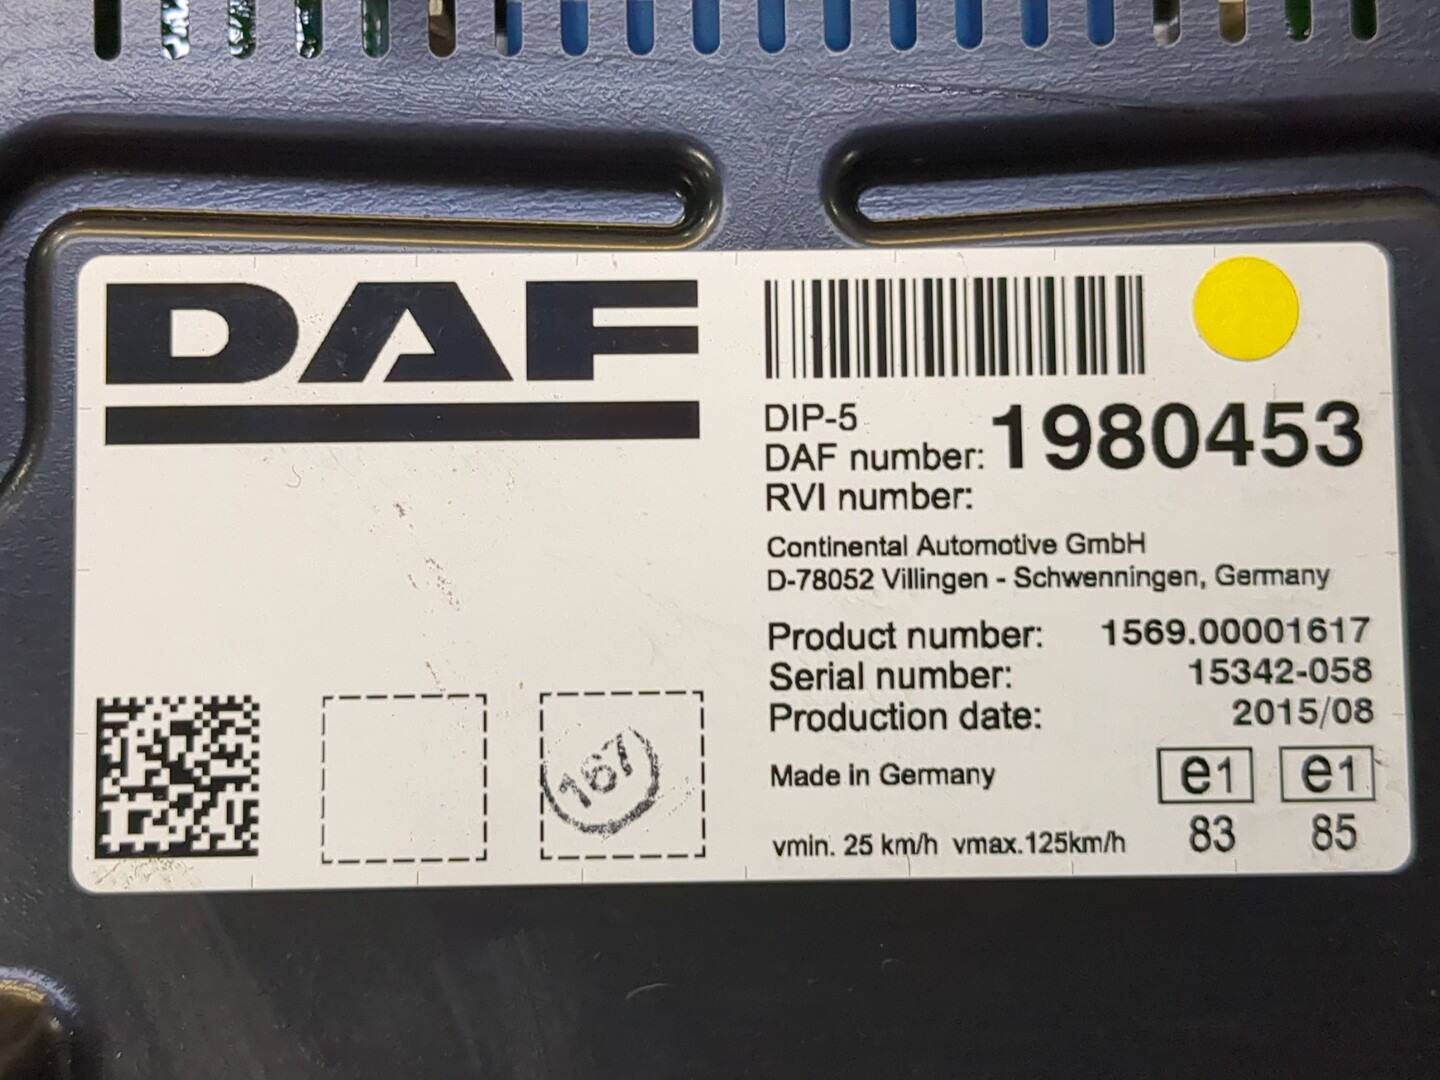 DAF
DIP-5
DAF number: 1980453
RVI number:
Continental Automotive GmbH
D-78052 Villingen - Schwenningen, Germany
Product number: 1569.00001617
Serial number: 15342-058
Production date: 2015/08
Made in Germany
e1 e1
83 85
vmin. 25 km/h vmax.125km/h
167